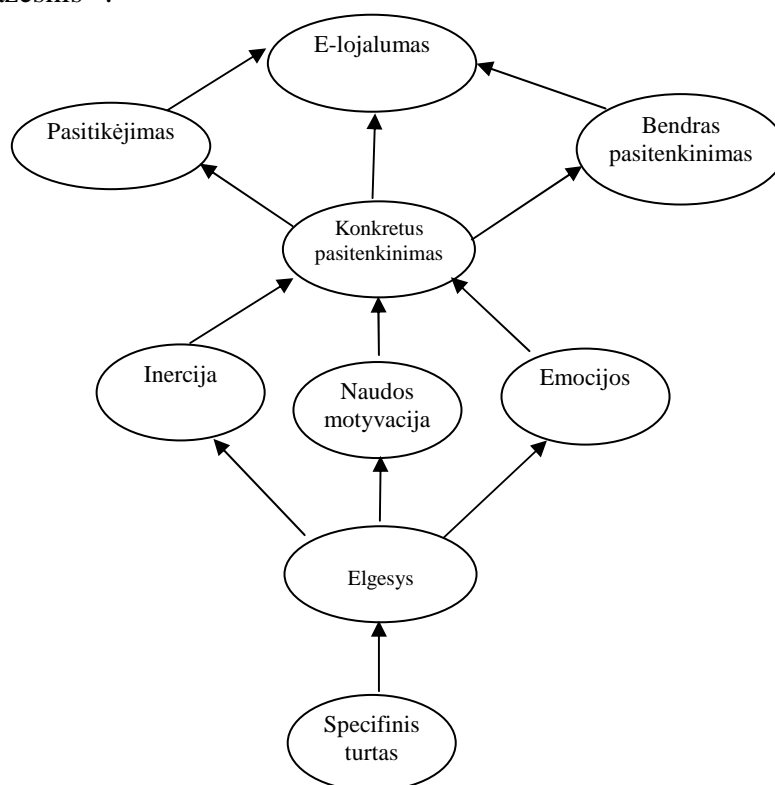 E-lojalumas
Pasitikėjimas
Bendras
pasitenkinimas
Konkretus
pasitenkinimas
Inercija
Naudos
motyvacija
Emocijos
Elgesys
Specifinis
turtas